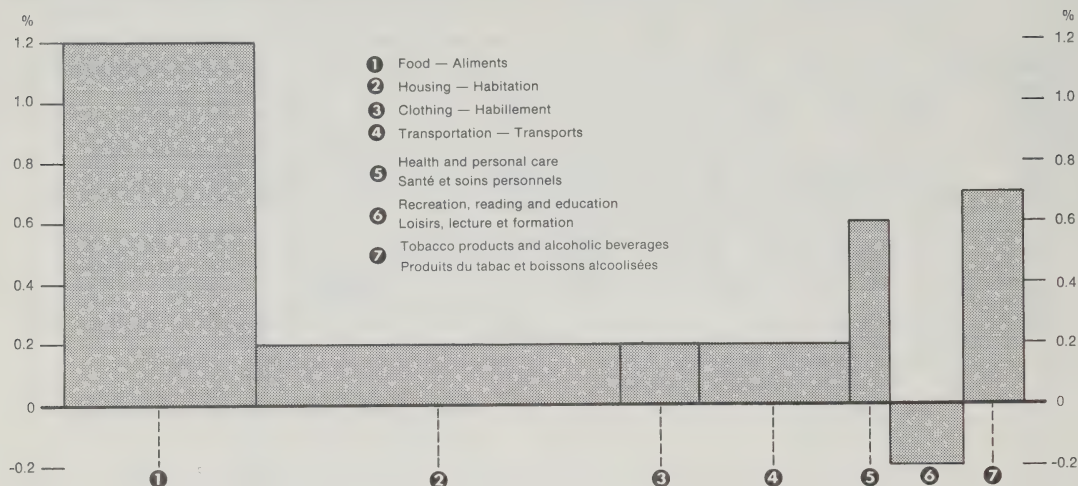 %
1.2
1.0
0.8
0.6
0.4
0.2
0
-0.2
1 Food — Aliments
2 Housing — Habitation
3 Clothing — Habillement
4 Transportation — Transports
5 Health and personal care
Santé et soins personnels
6 Recreation, reading and education
Loisirs, lecture et formation
7 Tobacco products and alcoholic beverages
Produits du tabac et boissons alcoolisées
%
1.2
1.0
0.8
0.6
0.4
0.2
0
-0.2
1 2 3 4 5 6 7